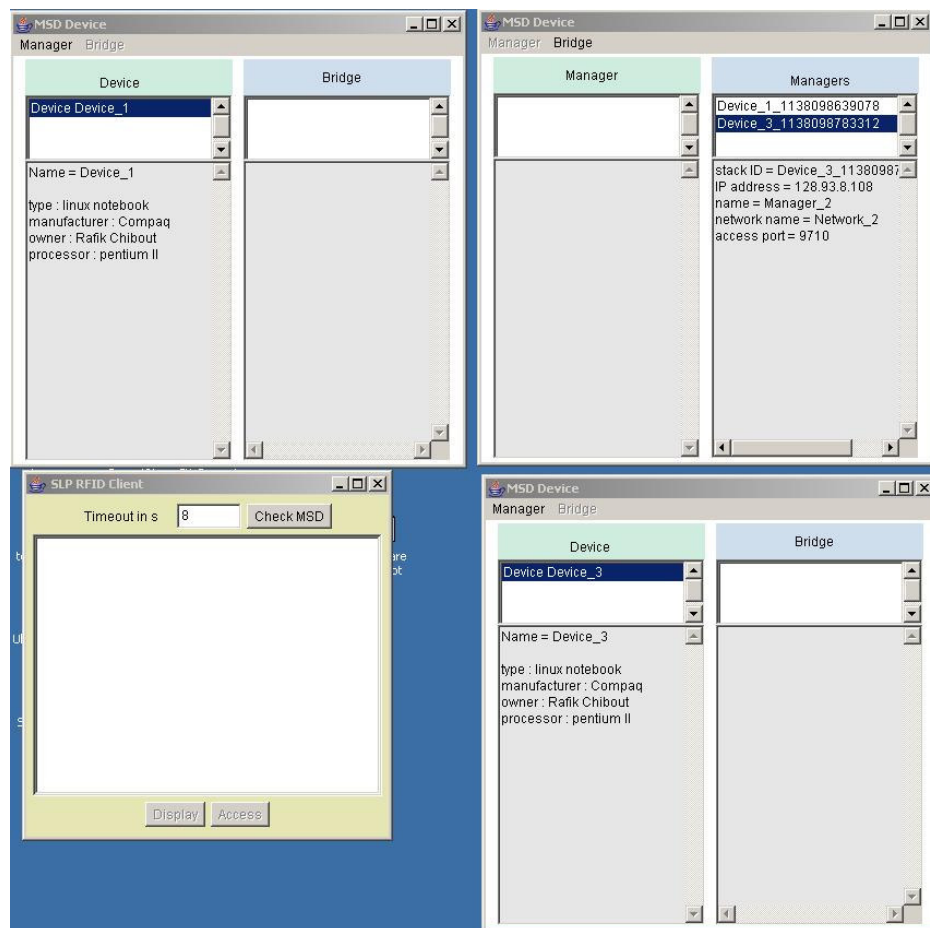 MSD Device
Manager Bridge
Device
Bridge
Device Device_1
Name = Device_1
type : linux notebook
manufacturer : Compaq
owner : Rafik Chibout
processor : pentium II
MSD Device
Manager Bridge
Manager
Managers
Device_1_1138098639078
Device_3_1138098783312
stack ID = Device_3_11380987
IP address = 128.93.8.108
name = Manager_2
network name = Network_2
access port = 9710
SLP RFID Client
Timeout in s 8 Check MSD
Display Access
MSD Device
Manager Bridge
Device
Bridge
Device Device_3
Name = Device_3
type : linux notebook
manufacturer : Compaq
owner : Rafik Chibout
processor : pentium II